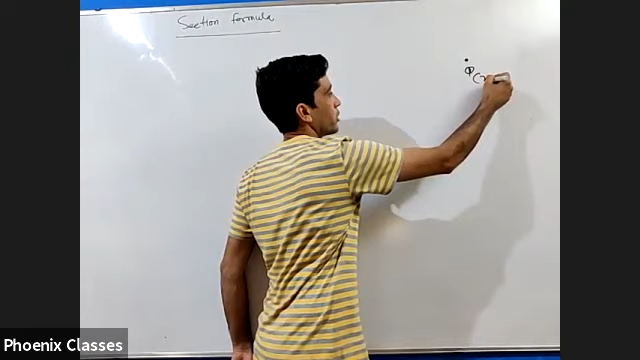 Section formula
Phoenix Classes